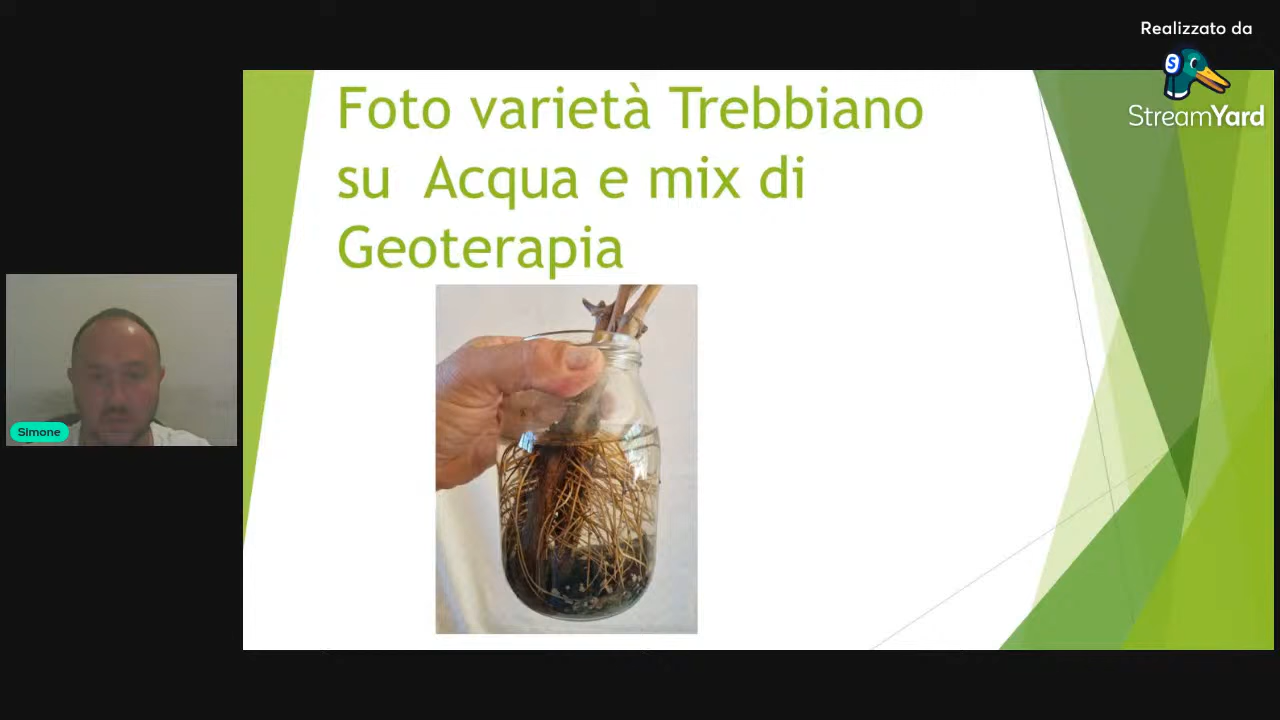 Realizzato da
S
StreamYard
Foto varietà Trebbiano
su  Acqua e mix di
Geoterapia
Simone